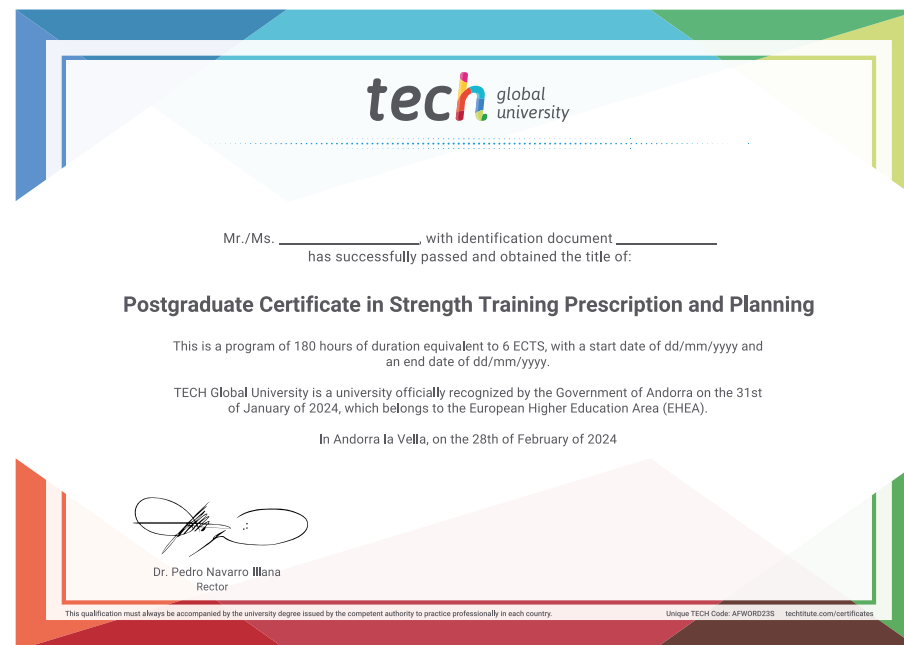 tech global
university
Mr./Ms. ________________, with identification document ____________
has successfully passed and obtained the title of:
Postgraduate Certificate in Strength Training Prescription and Planning
This is a program of 180 hours of duration equivalent to 6 ECTS, with a start date of dd/mm/yyyy and
an end date of dd/mm/yyyy.
TECH Global University is a university officially recognized by the Government of Andorra on the 31st
of January of 2024, which belongs to the European Higher Education Area (EHEA).
In Andorra la Vella, on the 28th of February of 2024
Dr. Pedro Navarro Illana
Rector
This qualification must always be accompanied by the university degree issued by the competent authority to practice professionally in each country. Unique TECH Code: AFWORD23S techtitute.com/certificates